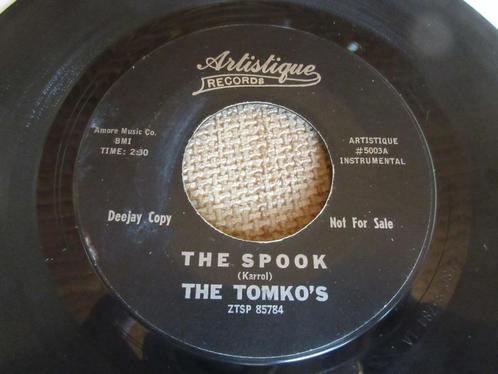 Artistique
RECORDS
Amore Music Co.
BMI
TIME: 2:30
ARTISTIQUE
#5003A
INSTRUMENTAL
Deejay Copy
Not For Sale
THE SPOOK
(Karrol)
THE TOMKO'S
ZTSP 85784